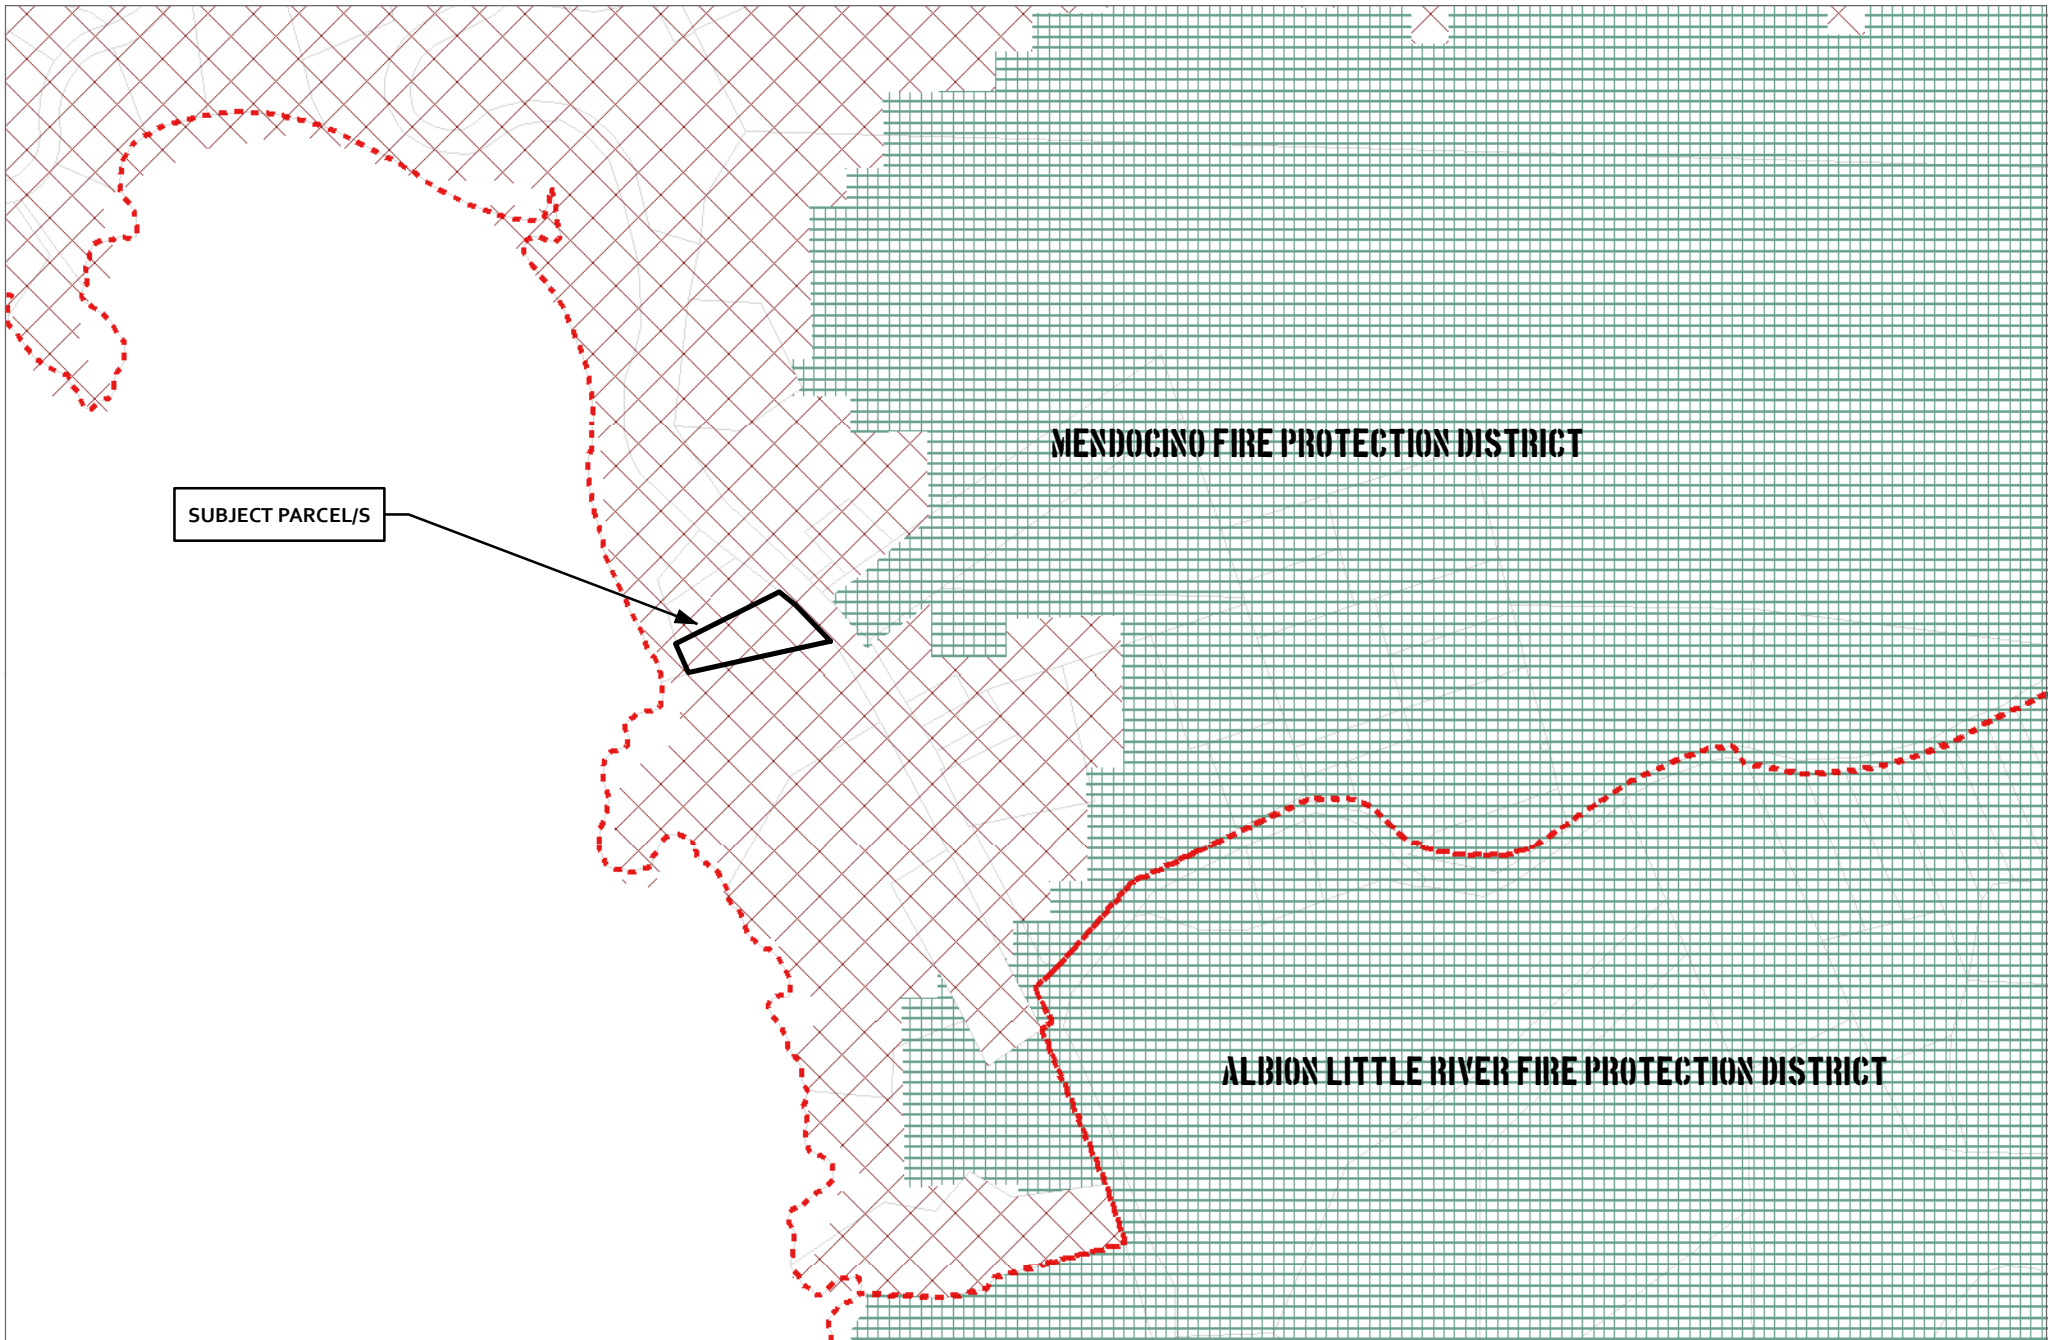 MENDOCINO FIRE PROTECTION DISTRICT
SUBJECT PARCEL/S
ALBION LITTLE RIVER FIRE PROTECTION DISTRICT